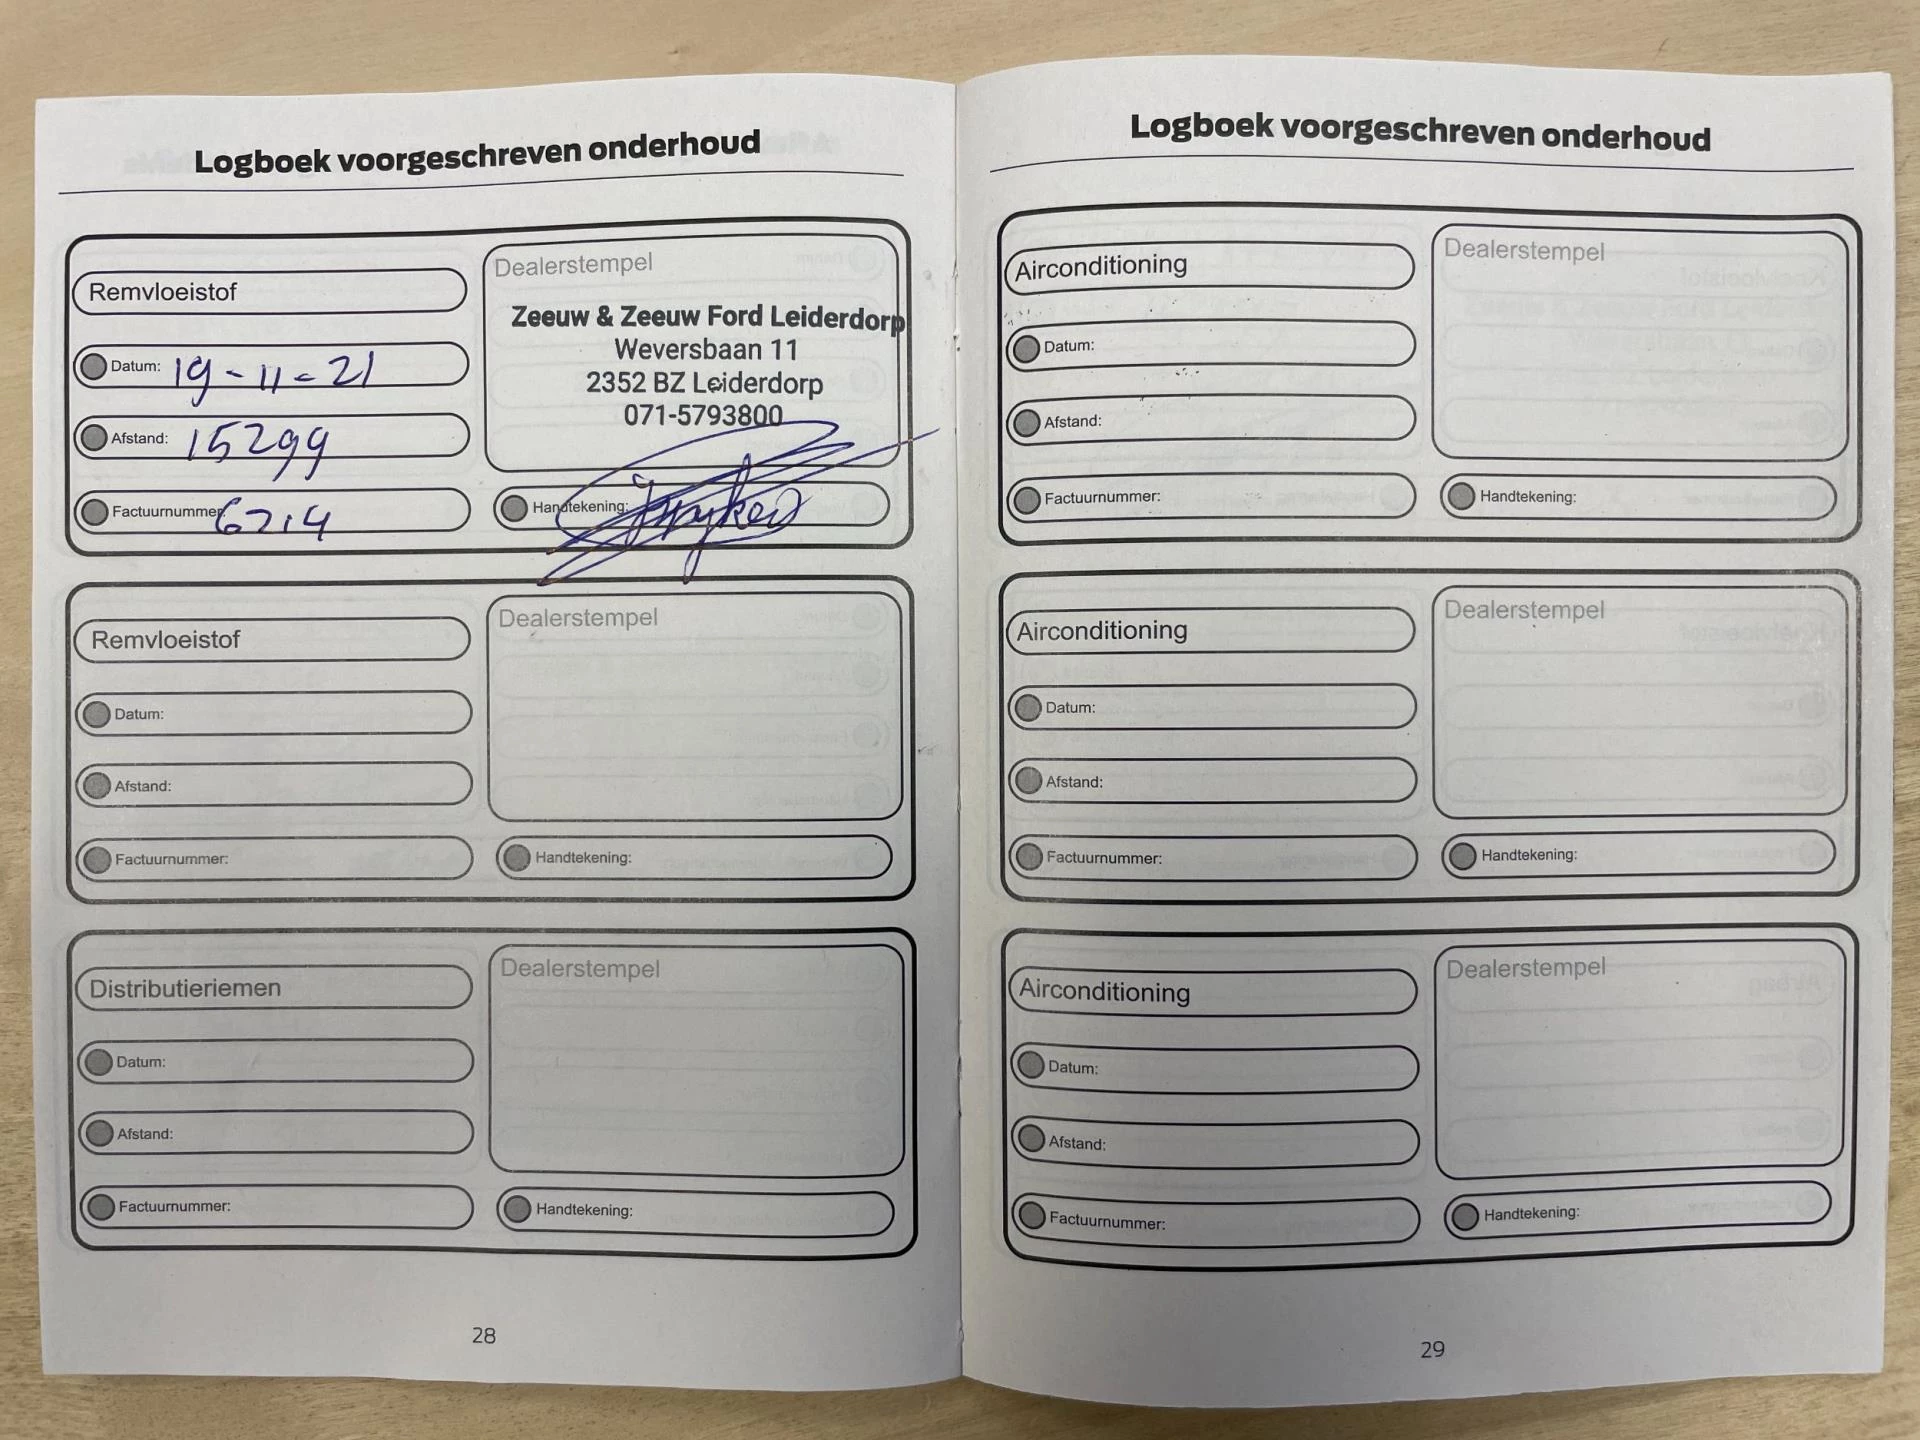 Logboek voorgeschreven onderhoud
Remvloeistof
Datum: 19-11-21
Afstand: 15299
Factuurnummer: 6214
Dealerstempel
Zeeuw & Zeeuw Ford Leiderdorp
Weversbaan 11
2352 BZ Leiderdorp
071-5793800
Handtekening:
Remvloeistof
Datum:
Afstand:
Factuurnummer:
Dealerstempel
Handtekening:
Distributieriemen
Datum:
Afstand:
Factuurnummer:
Dealerstempel
Handtekening:
28
Logboek voorgeschreven onderhoud
Airconditioning
Datum:
Afstand:
Factuurnummer:
Dealerstempel
Handtekening:
Airconditioning
Datum:
Afstand:
Factuurnummer:
Dealerstempel
Handtekening:
Airconditioning
Datum:
Afstand:
Factuurnummer:
Dealerstempel
Handtekening:
29